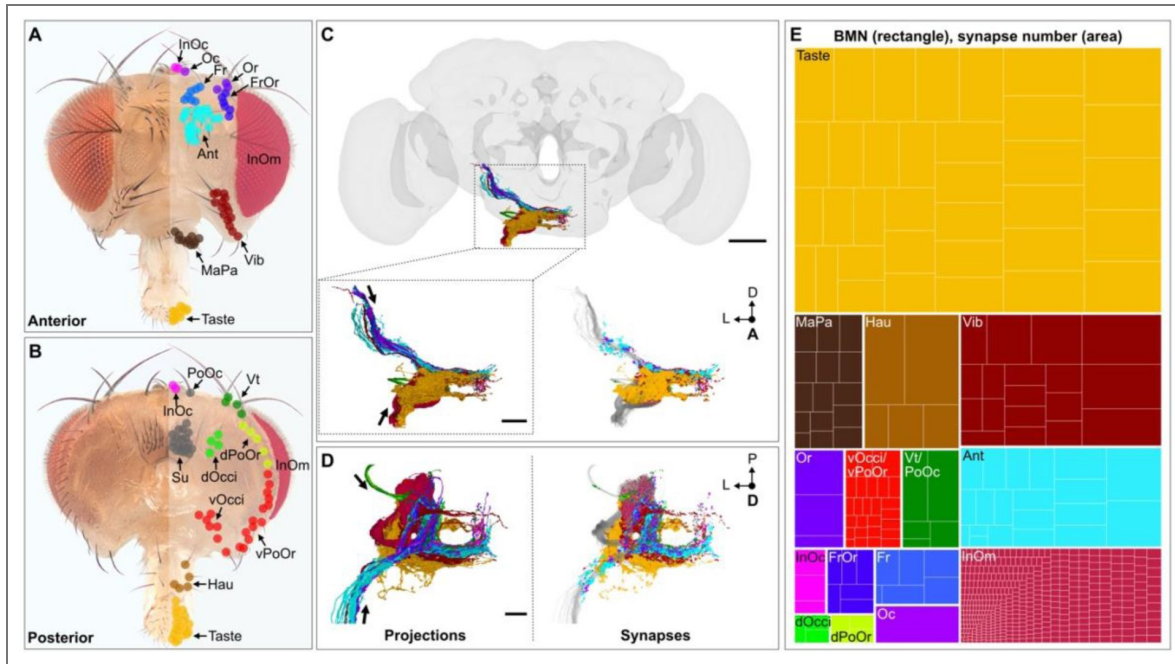 A
InOc
Oc
Fr
Or
FrOr
Ant
InOm
Vib
MaPa
Taste
Anterior
B
PoOc
Vt
InOc
dPoOr
InOm
Su
dOcci
vOcci
vPoOr
Hau
Taste
Posterior
C
D
L
A
D
P
L
D
Projections
Synapses
E
BMN (rectangle), synapse number (area)
Taste
MaPa
Hau
Vib
Or
vOcci/
vPoOr
Vt/
PoOc
Ant
InOc
FrOr
Fr
InOm
Oc
dOcci
dPoOr